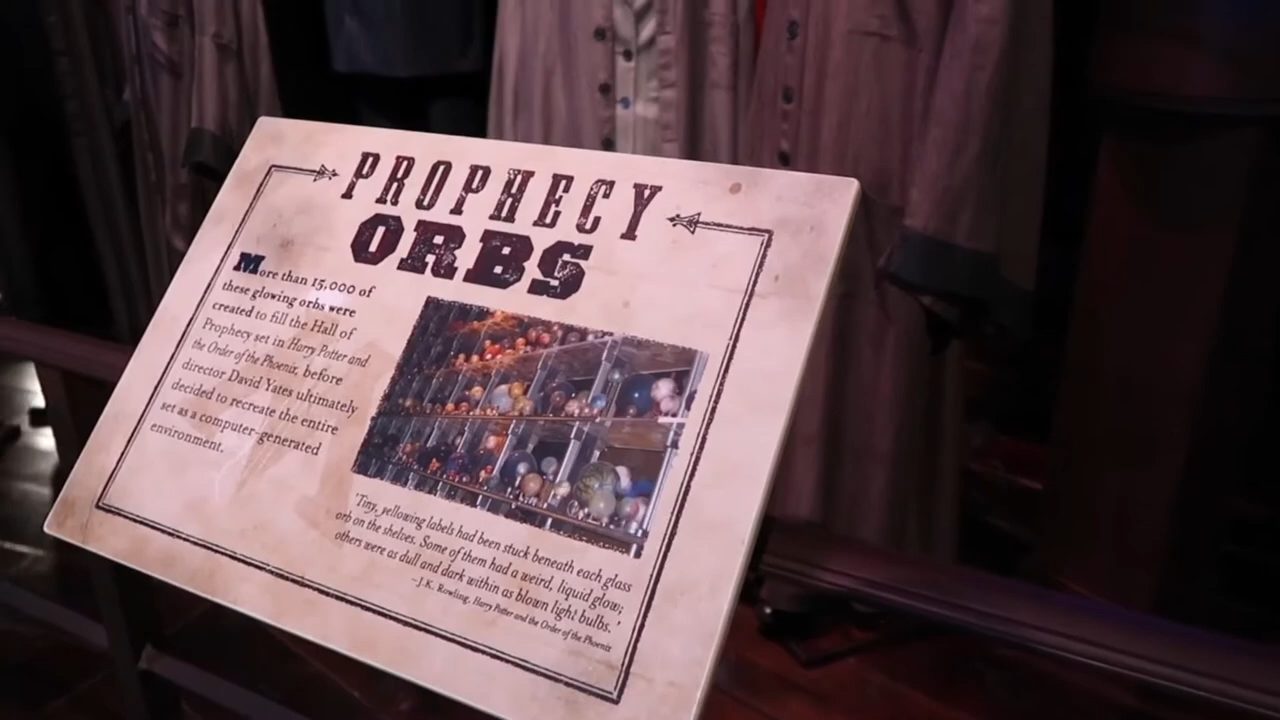 PROPHECY
ORBS
More than 15,000 of
these glowing orbs were
created to fill the Hall of
Prophecy set in Harry Potter and
the Order of the Phoenix, before
director David Yates ultimately
decided to recreate the entire
set as a computer-generated
environment.
'Tiny, yellowing labels had been stuck beneath each glass
orb on the shelves. Some of them had a weird, liquid glow;
others were as dull and dark within as blown light bulbs.'
–J.K. Rowling, Harry Potter and the Order of the Phoenix